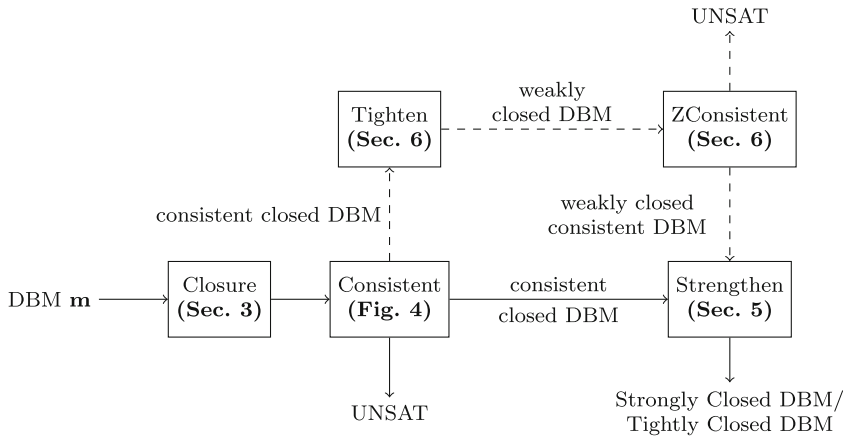 UNSAT
weakly
closed DBM
Tighten
(Sec. 6)
ZConsistent
(Sec. 6)
consistent closed DBM
weakly closed
consistent DBM
DBM m
Closure
(Sec. 3)
Consistent
(Fig. 4)
consistent
closed DBM
Strengthen
(Sec. 5)
UNSAT
Strongly Closed DBM/
Tightly Closed DBM